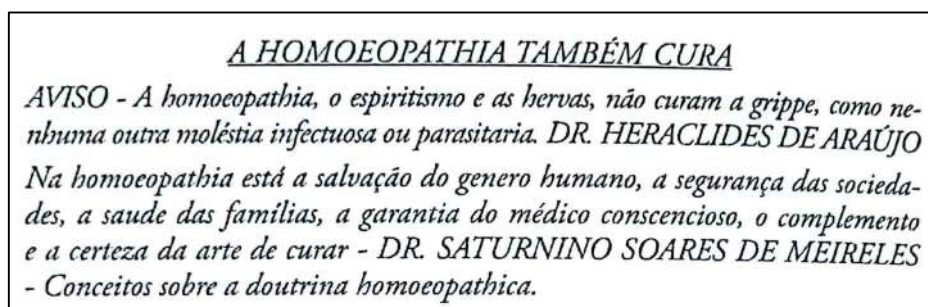 A HOMOEOPATHIA TAMBÉM CURA
AVISO - A homoeopathia, o espiritismo e as hervas, não curam a grippe, como ne-
nhuma outra moléstia infectuosa ou parasitaria. DR. HERACLIDES DE ARAÚJO
Na homoeopathia está a salvação do genero humano, a segurança das socieda-
des, a saude das famílias, a garantia do médico conscencioso, o complemento
e a certeza da arte de curar - DR. SATURNINO SOARES DE MEIRELES
- Conceitos sobre a doutrina homoeopathica.